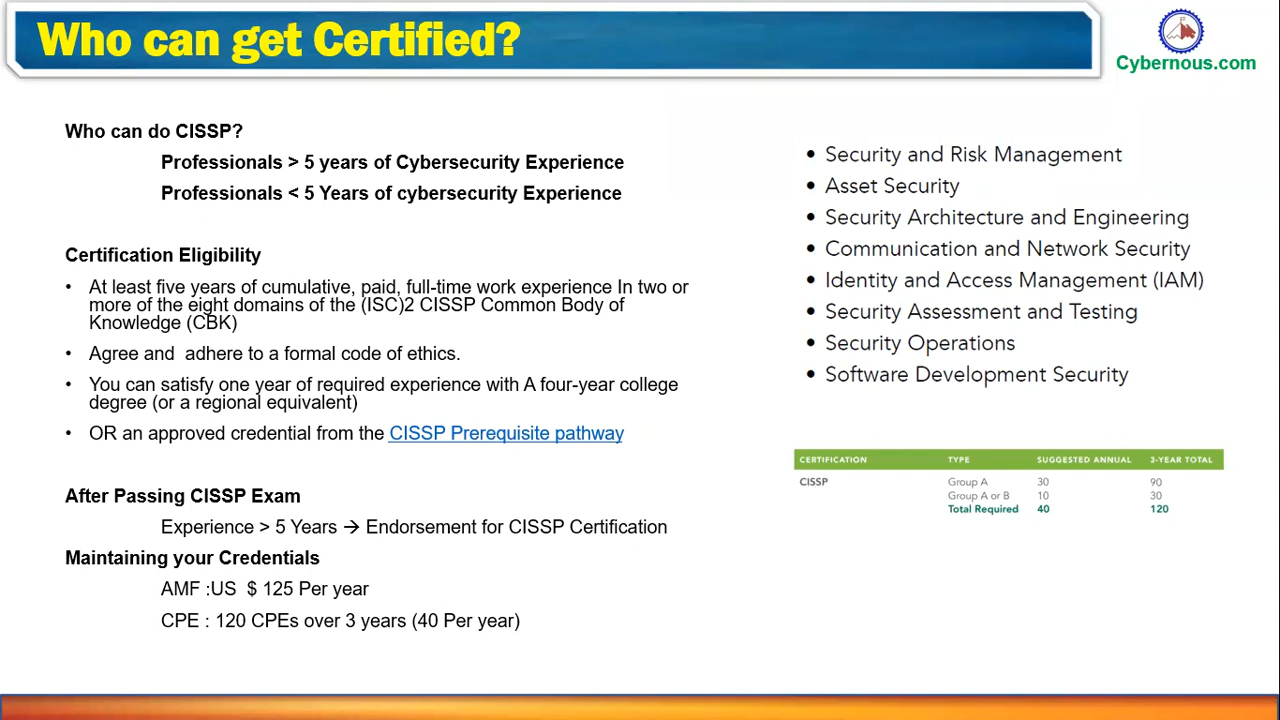 Who can get Certified?
Cybernous.com
Who can do CISSP?
Professionals > 5 years of Cybersecurity Experience
Professionals < 5 Years of cybersecurity Experience
Certification Eligibility
• At least five years of cumulative, paid, full-time work experience In two or
more of the eight domains of the (ISC)2 CISSP Common Body of
Knowledge (CBK)
• Agree and  adhere to a formal code of ethics.
• You can satisfy one year of required experience with A four-year college
degree (or a regional equivalent)
• OR an approved credential from the CISSP Prerequisite pathway
After Passing CISSP Exam
Experience > 5 Years → Endorsement for CISSP Certification
Maintaining your Credentials
AMF :US  $ 125 Per year
CPE : 120 CPEs over 3 years (40 Per year)
• Security and Risk Management
• Asset Security
• Security Architecture and Engineering
• Communication and Network Security
• Identity and Access Management (IAM)
• Security Assessment and Testing
• Security Operations
• Software Development Security
CERTIFICATION TYPE SUGGESTED ANNUAL 3-YEAR TOTAL
CISSP Group A 30 90
Group A or B 10 30
Total Required 40 120